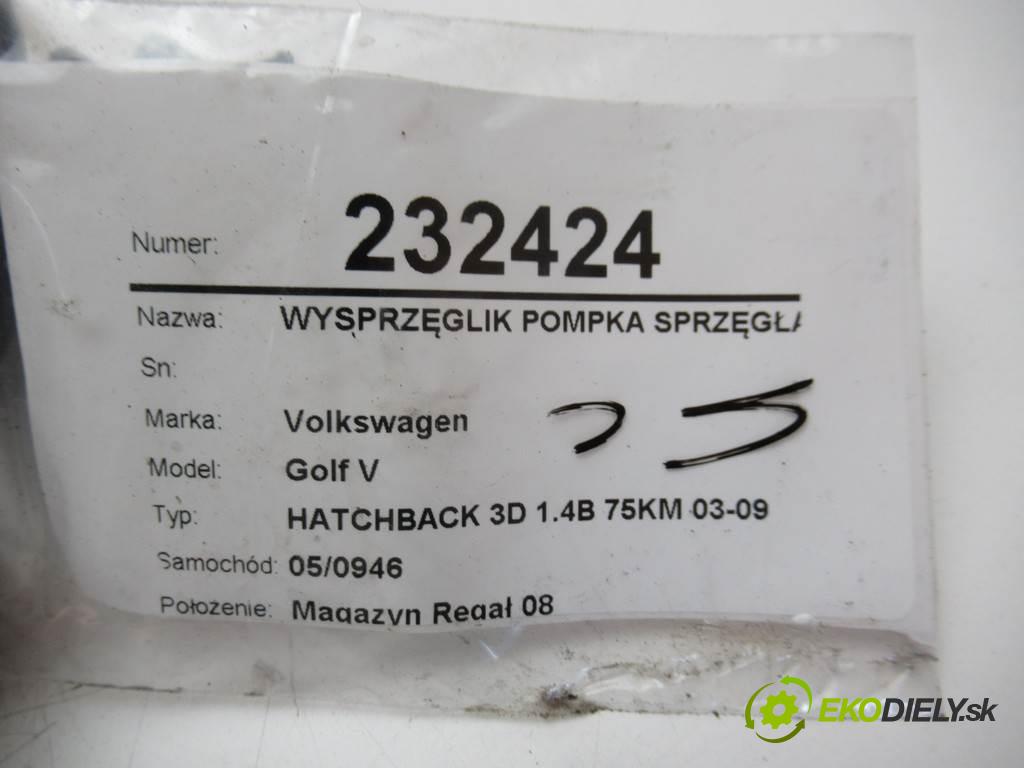 Numer: 232424
Nazwa: WYSPRZĘGLIK POMPKA SPRZĘGŁA
Sn:
Marka: Volkswagen
Model: Golf V
Typ: HATCHBACK 3D 1.4B 75KM 03-09
Samochód: 05/0946
Położenie: Magazyn Regał 08
EKODIELY.sk